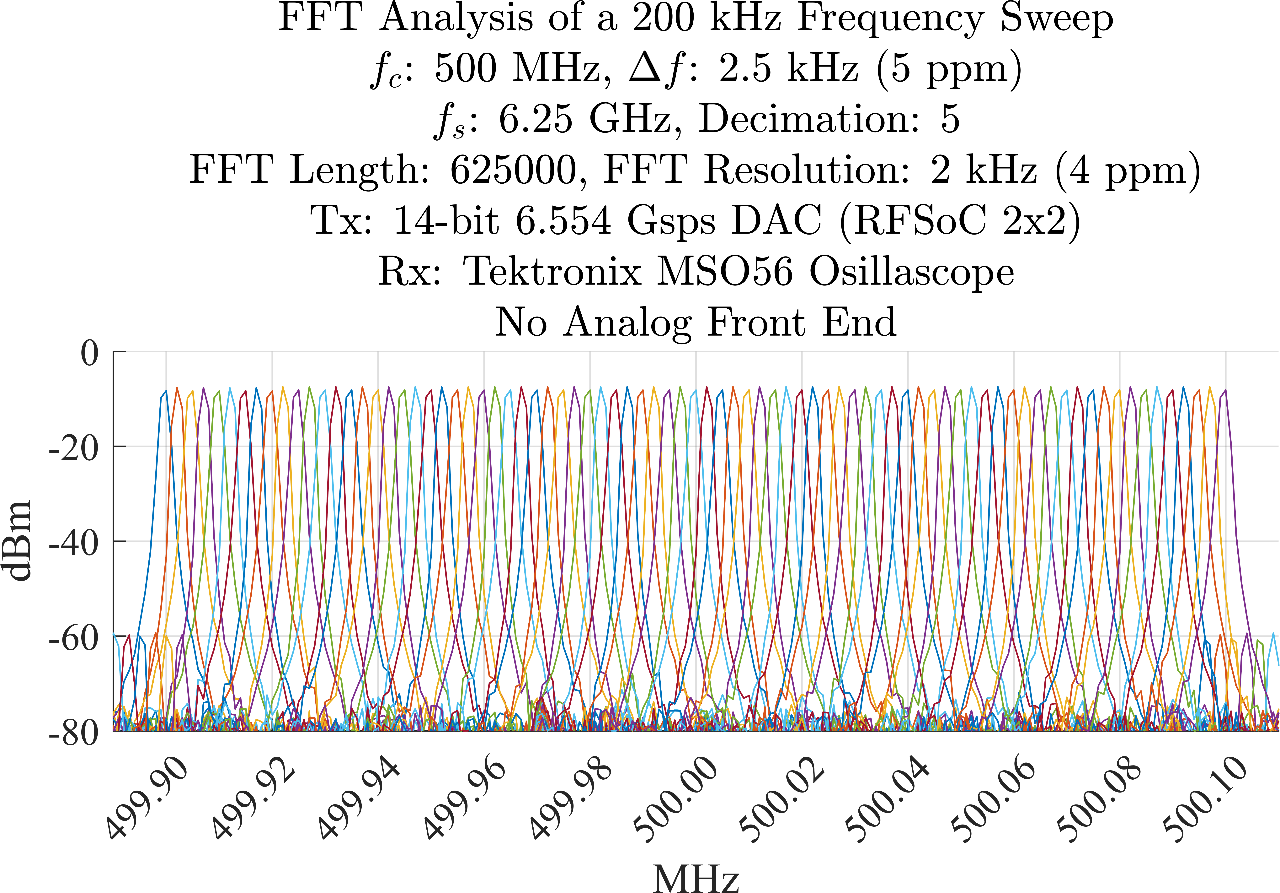 FFT Analysis of a 200 kHz Frequency Sweep
f_c: 500 MHz, Δf: 2.5 kHz (5 ppm)
f_s: 6.25 GHz, Decimation: 5
FFT Length: 625000, FFT Resolution: 2 kHz (4 ppm)
Tx: 14-bit 6.554 Gsps DAC (RFSoC 2x2)
Rx: Tektronix MSO56 Osillascope
No Analog Front End
0
-20
-40
-60
-80
dBm
499.90
499.92
499.94
499.96
499.98
500.00
500.02
500.04
500.06
500.08
500.10
MHz